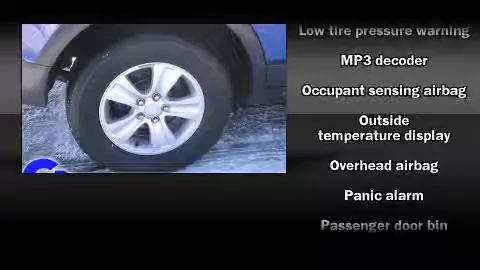 Low tire pressure warning
MP3 decoder
Occupant sensing airbag
Outside
temperature display
Overhead airbag
Panic alarm
Passenger door bin